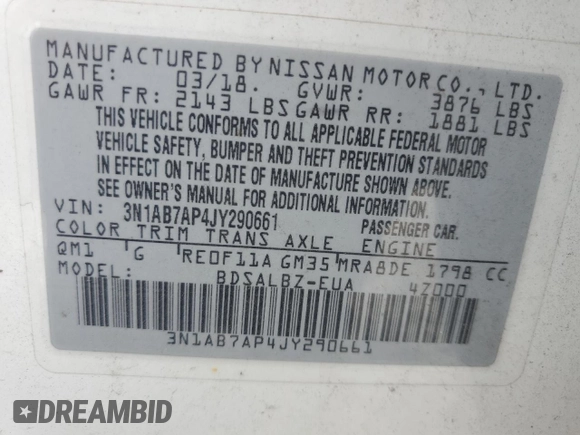 MANUFACTURED BY NISSAN MOTOR CO., LTD.
DATE: 03/18. GVWR: 3876 LBS
GAWR FR: 2143 LBS GAWR RR: 1881 LBS
THIS VEHICLE CONFORMS TO ALL APPLICABLE FEDERAL MOTOR
VEHICLE SAFETY, BUMPER AND THEFT PREVENTION STANDARDS
IN EFFECT ON THE DATE OF MANUFACTURE SHOWN ABOVE.
SEE OWNER'S MANUAL FOR ADDITIONAL INFORMATION.
VIN: 3N1AB7AP4JY290661 PASSENGER CAR.
COLOR TRIM TRANS AXLE ENGINE
QM1 G RE0F11A GM35 MRA8DE 1798 CC
MODEL: BDSALBZ-EUA 4Z000
3N1AB7AP4JY290661
DREAMBID